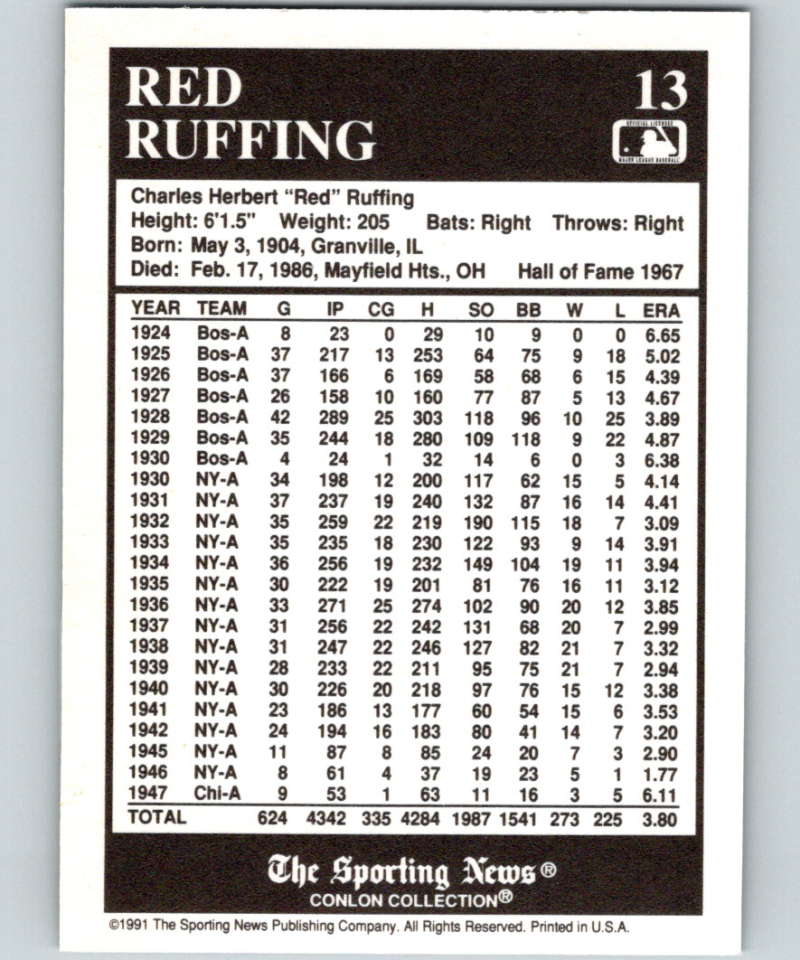 RED 13
RUFFING
OFFICIAL LICENSEE
MAJOR LEAGUE BASEBALL
Charles Herbert "Red" Ruffing
Height: 6'1.5" Weight: 205 Bats: Right Throws: Right
Born: May 3, 1904, Granville, IL
Died: Feb. 17, 1986, Mayfield Hts., OH Hall of Fame 1967
YEAR TEAM G IP CG H SO BB W L ERA
1924 Bos-A 8 23 0 29 10 9 0 0 6.65
1925 Bos-A 37 217 13 253 64 75 9 18 5.02
1926 Bos-A 37 166 6 169 58 68 6 15 4.39
1927 Bos-A 26 158 10 160 77 87 5 13 4.67
1928 Bos-A 42 289 25 303 118 96 10 25 3.89
1929 Bos-A 35 244 18 280 109 118 9 22 4.87
1930 Bos-A 4 24 1 32 14 6 0 3 6.38
1930 NY-A 34 198 12 200 117 62 15 5 4.14
1931 NY-A 37 237 19 240 132 87 16 14 4.41
1932 NY-A 35 259 22 219 190 115 18 7 3.09
1933 NY-A 35 235 18 230 122 93 9 14 3.91
1934 NY-A 36 256 19 232 149 104 19 11 3.94
1935 NY-A 30 222 19 201 81 76 16 11 3.12
1936 NY-A 33 271 25 274 102 90 20 12 3.85
1937 NY-A 31 256 22 242 131 68 20 7 2.99
1938 NY-A 31 247 22 246 127 82 21 7 3.32
1939 NY-A 28 233 22 211 95 75 21 7 2.94
1940 NY-A 30 226 20 218 97 76 15 12 3.38
1941 NY-A 23 186 13 177 60 54 15 6 3.53
1942 NY-A 24 194 16 183 80 41 14 7 3.20
1945 NY-A 11 87 8 85 24 20 7 3 2.90
1946 NY-A 8 61 4 37 19 23 5 1 1.77
1947 Chi-A 9 53 1 63 11 16 3 5 6.11
TOTAL 624 4342 335 4284 1987 1541 273 225 3.80
The Sporting News®
CONLON COLLECTION®
©1991 The Sporting News Publishing Company. All Rights Reserved. Printed in U.S.A.